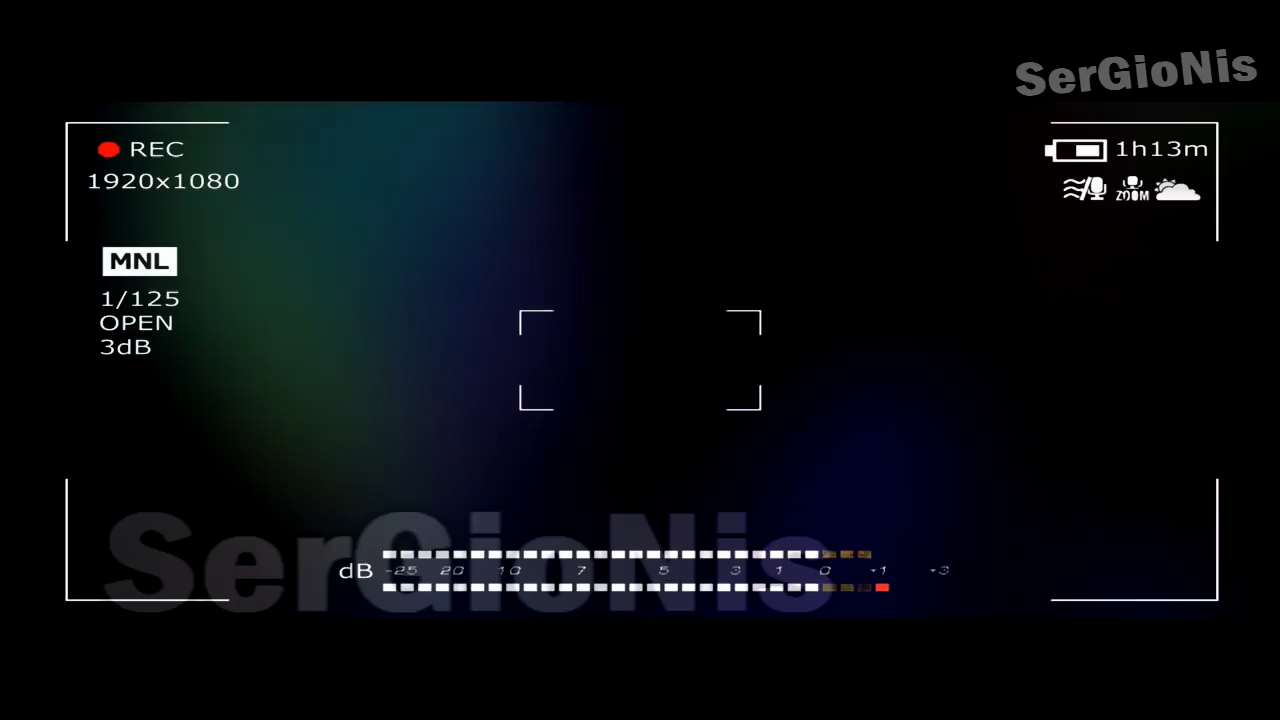 SerGioNis
REC
1h13m
1920x1080
ZOOM
MNL
1/125
OPEN
3dB
SerGioNis
dB -25 20 10 7 5 3 1 0 +1 +3